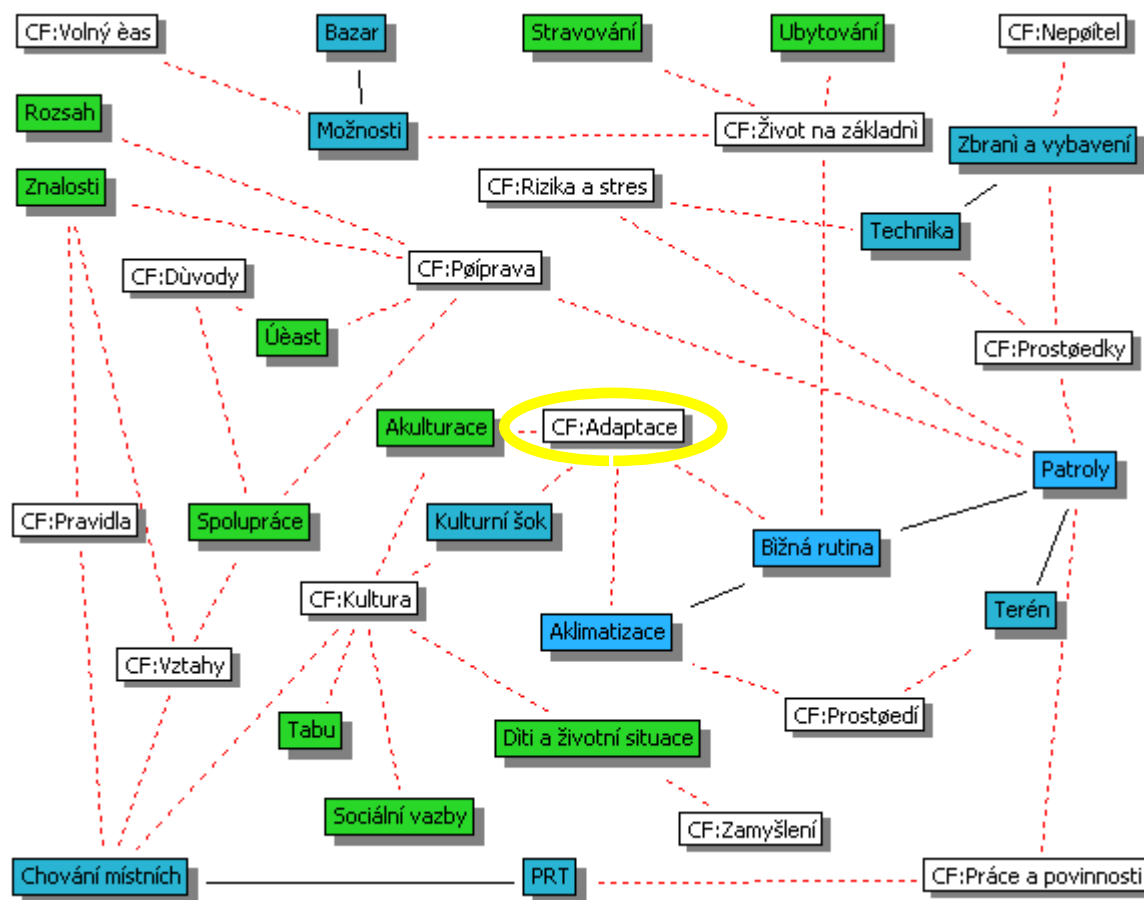 CF:Volný èas
Bazar
Stravování
Ubytování
CF:Nepøítel
Rozsah
Možnosti
CF:Život na základnì
Zbranì a vybavení
Znalosti
CF:Rizika a stres
Technika
CF:Dùvody
CF:Pøíprava
Úèast
CF:Prostøedky
Akulturace
CF:Adaptace
Patroly
CF:Pravidla
Spolupráce
Kulturní šok
Bìžná rutina
CF:Kultura
Aklimatizace
Terén
CF:Vztahy
CF:Prostøedí
Tabu
Dìti a životní situace
Sociální vazby
CF:Zamyšlení
Chování místních
PRT
CF:Práce a povinnosti